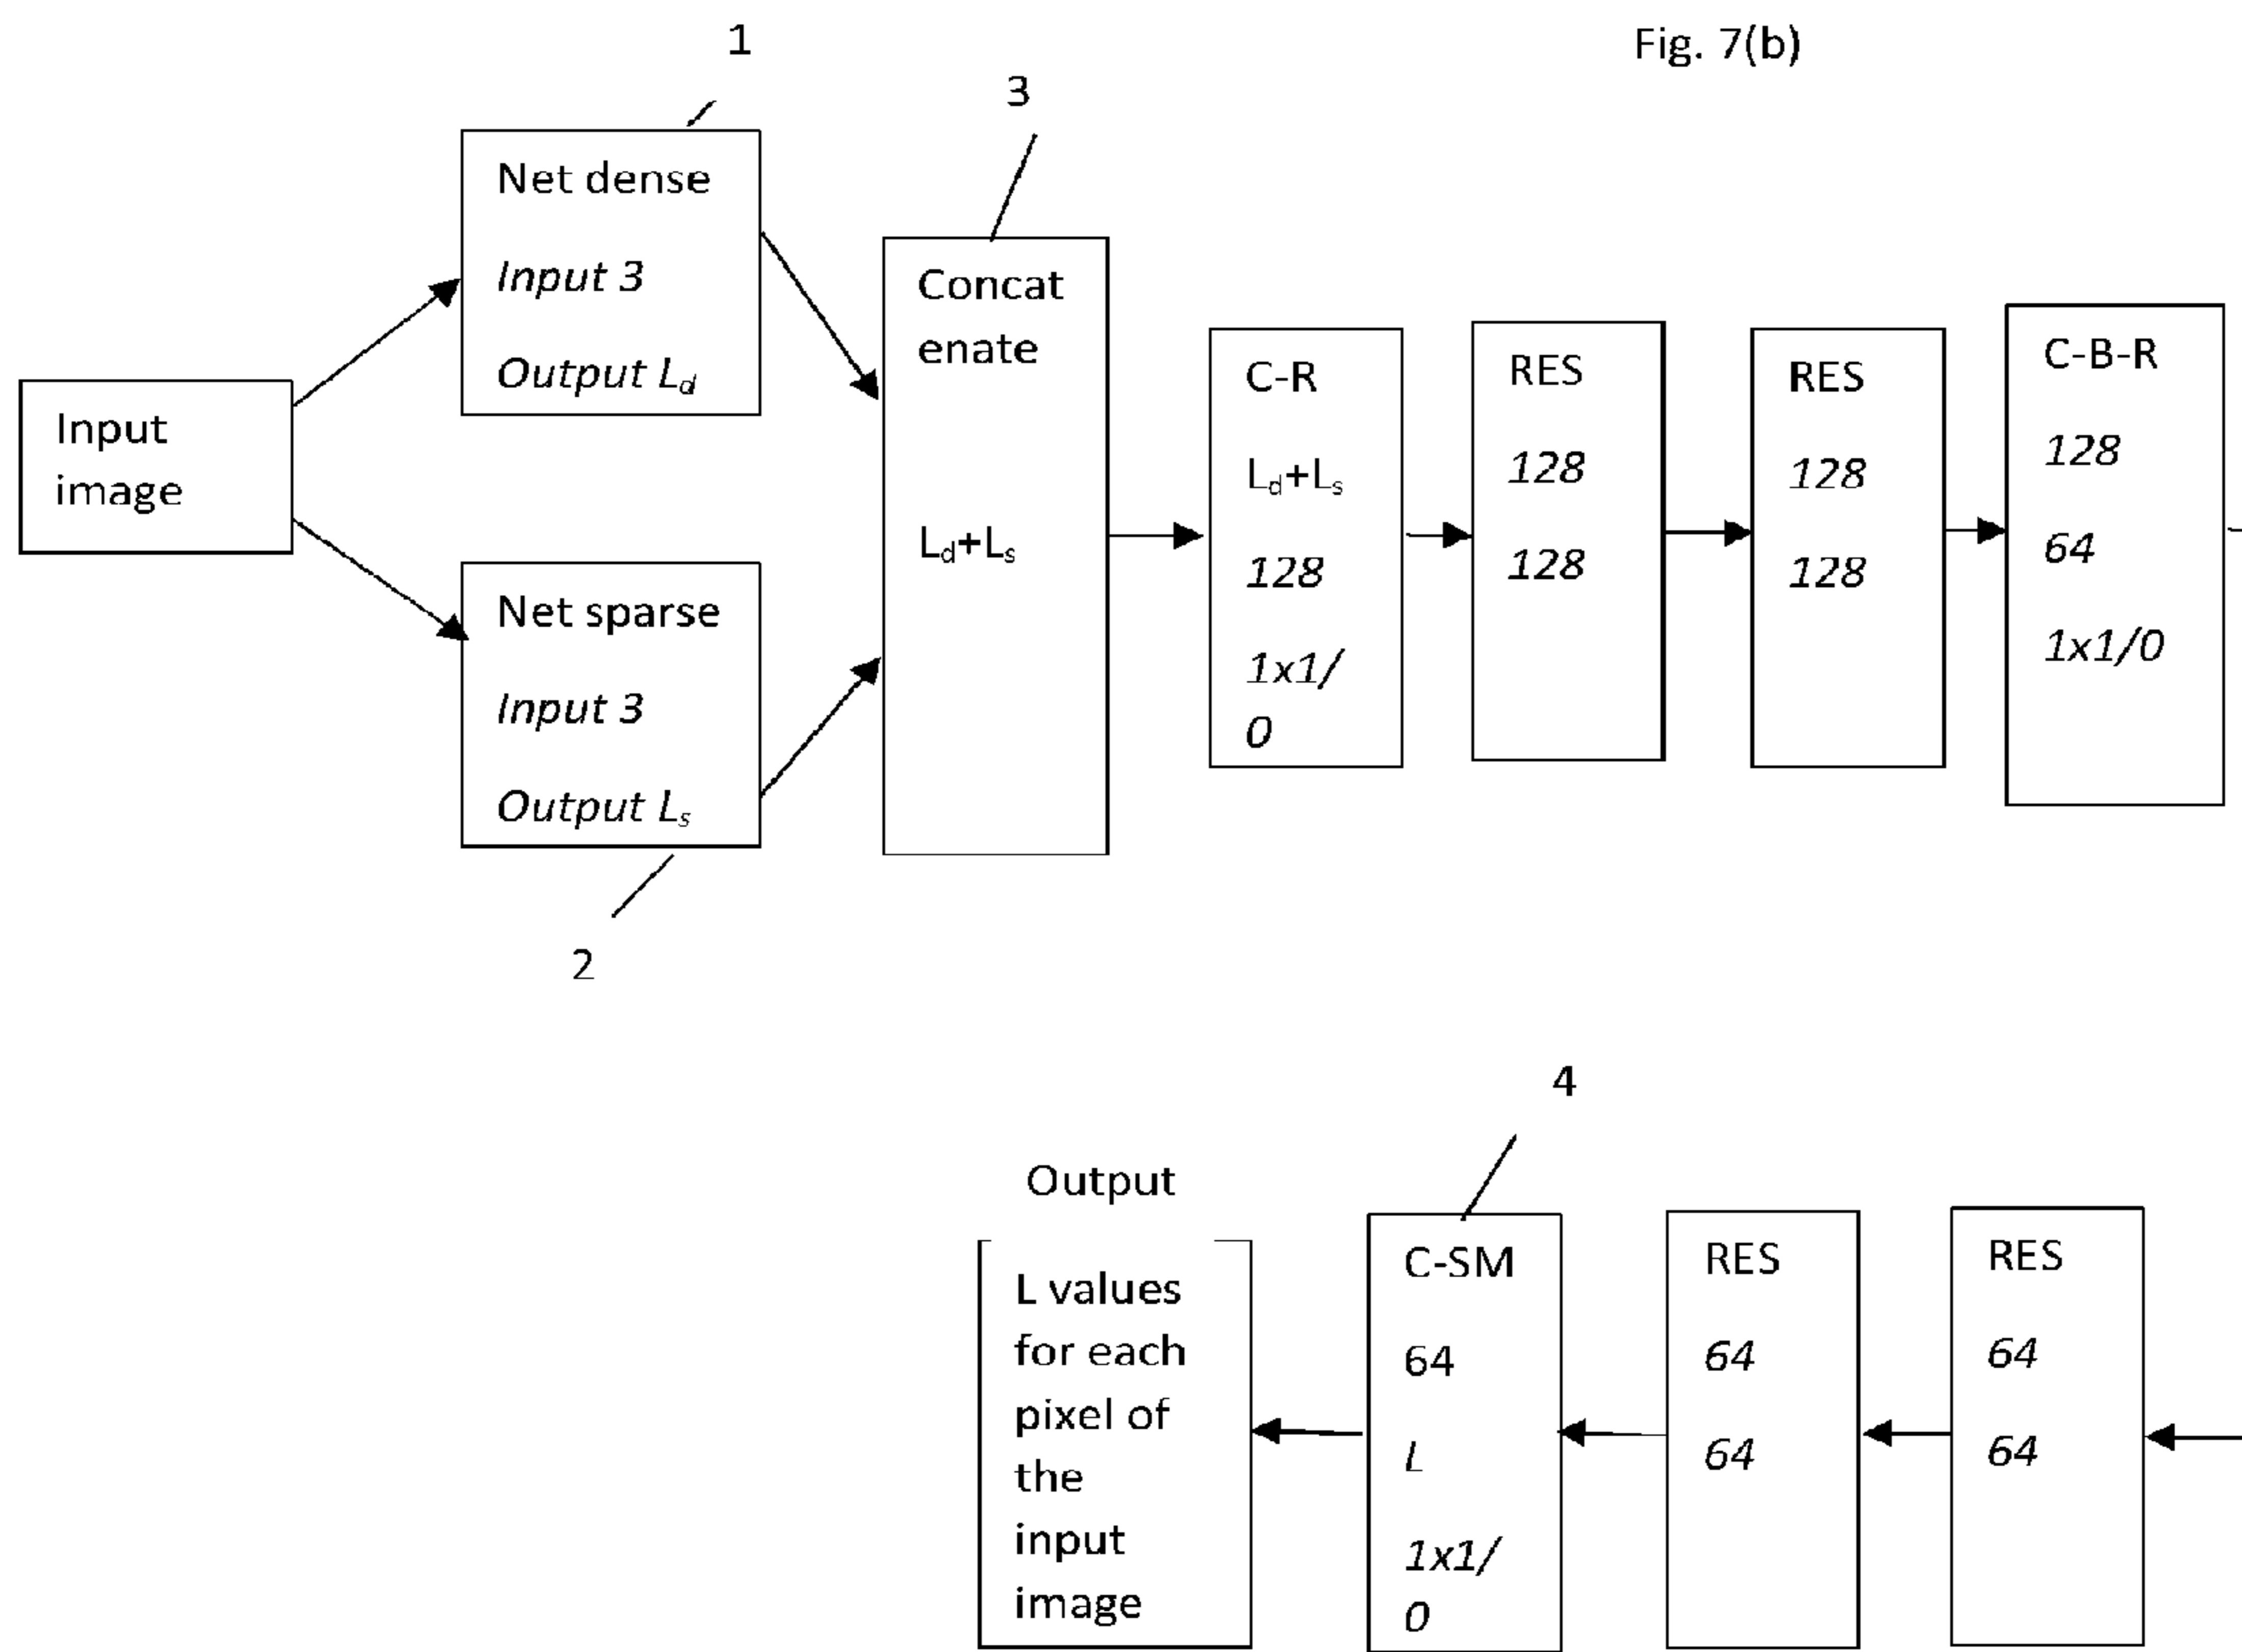 Fig. 7(b)
1
3
Input
image
Net dense
Input 3
Output Ld
Net sparse
Input 3
Output Ls
2
Concat
enate
Ld+Ls
C-R
Ld+Ls
128
1x1/
0
RES
128
128
RES
128
128
C-B-R
128
64
1x1/0
RES
64
64
RES
64
64
4
C-SM
64
L
1x1/
0
Output
L values
for each
pixel of
the
input
image